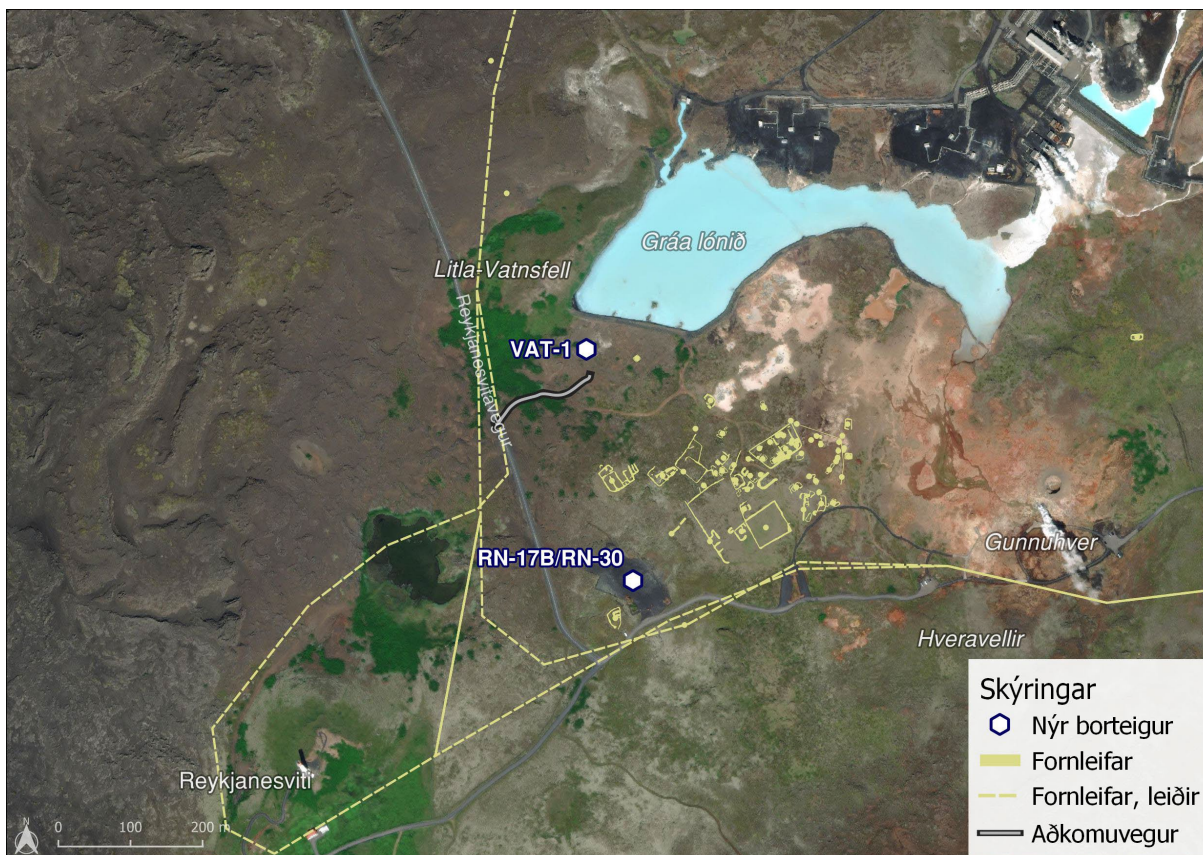 Gráa lónið
Litla-Vatnsfell
Reykjanesvitavegur
VAT-1
RN-17B/RN-30
Gunnuhver
Hveravellir
Reykjanesviti
Skýringar
Nýr borteigur
Fornleifar
Fornleifar, leiðir
Aðkomuvegur
N
0 100 200 m